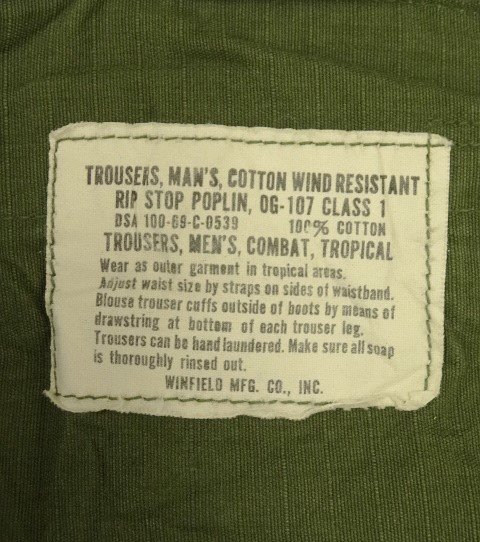 TROUSERS, MAN'S, COTTON WIND RESISTANT
RIP STOP POPLIN, OG-107 CLASS 1
DSA 100-69-C-0539 100% COTTON
TROUSERS, MEN'S, COMBAT, TROPICAL
Wear as outer garment in tropical areas.
Adjust waist size by straps on sides of waistband.
Blouse trouser cuffs outside of boots by means of
drawstring at bottom of each trouser leg.
Trousers can be hand laundered. Make sure all soap
is thoroughly rinsed out.
WINFIELD MFG. CO., INC.